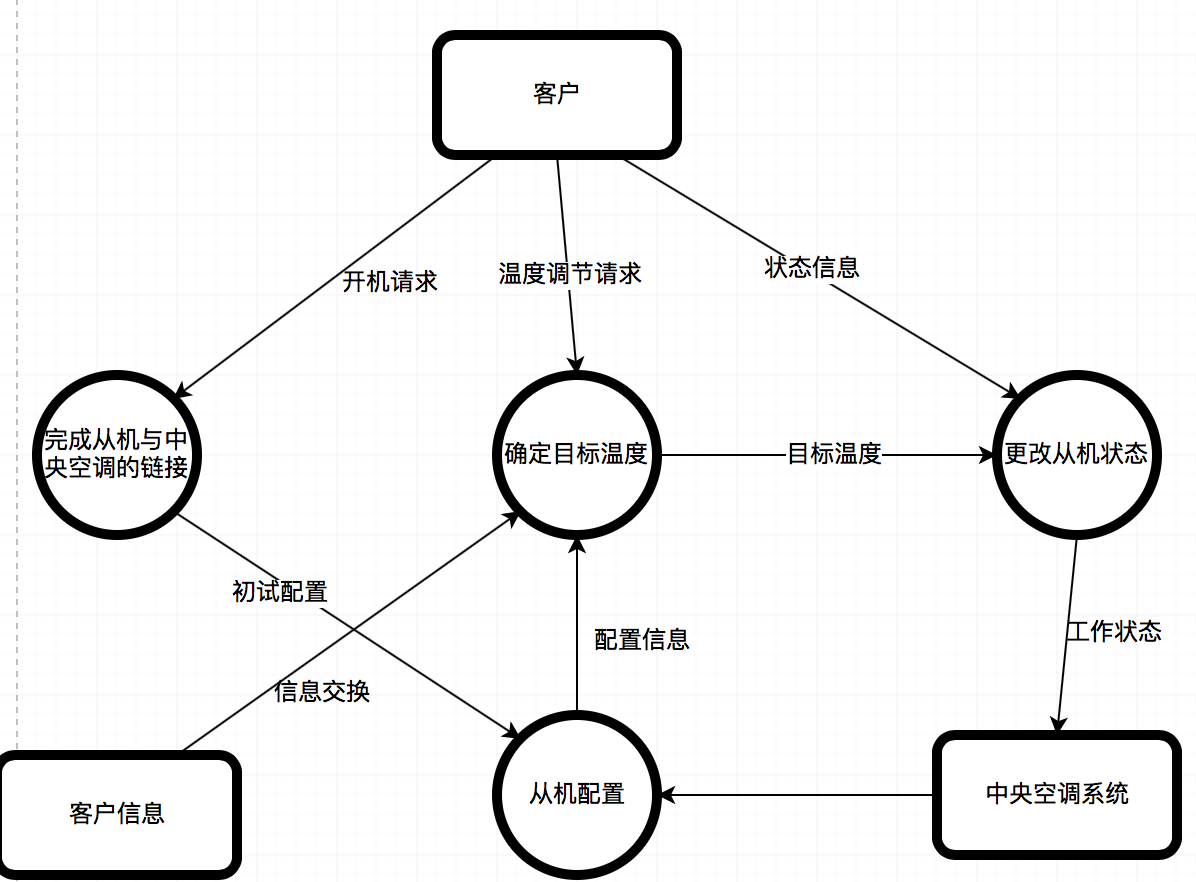 客户
开机请求
温度调节请求
状态信息
完成从机与中
央空调的链接
确定目标温度
目标温度
更改从机状态
初试配置
配置信息
工作状态
信息交换
客户信息
从机配置
中央空调系统